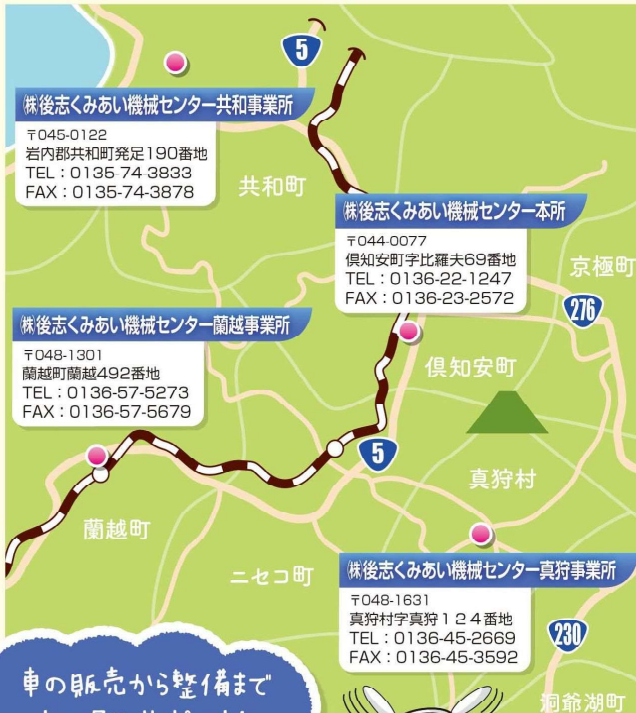 5
㈱後志くみあい機械センター共和事業所
〒045-0122
岩内郡共和町発足190番地
TEL：0135-74-3833
FAX：0135-74-3878
共和町
㈱後志くみあい機械センター本所
〒044-0077
倶知安町字比羅夫69番地
TEL：0136-22-1247
FAX：0136-23-2572
京極町
276
㈱後志くみあい機械センター蘭越事業所
〒048-1301
蘭越町蘭越492番地
TEL：0136-57-5273
FAX：0136-57-5679
倶知安町
5
真狩村
蘭越町
ニセコ町
㈱後志くみあい機械センター真狩事業所
〒048-1631
真狩村字真狩１２４番地
TEL：0136-45-2669
FAX：0136-45-3592
230
洞爺湖町
車の販売から整備まで